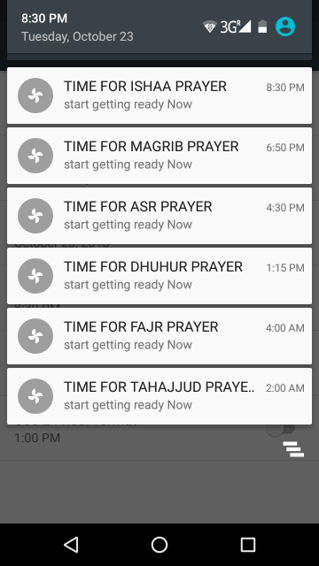 8:30 PM
Tuesday, October 23
3G R
TIME FOR ISHAA PRAYER
8:30 PM
start getting ready Now
TIME FOR MAGRIB PRAYER
6:50 PM
start getting ready Now
TIME FOR ASR PRAYER
4:30 PM
start getting ready Now
TIME FOR DHUHUR PRAYER
1:15 PM
start getting ready Now
TIME FOR FAJR PRAYER
4:00 AM
start getting ready Now
TIME FOR TAHAJJUD PRAYE..
2:00 AM
start getting ready Now
1:00 PM